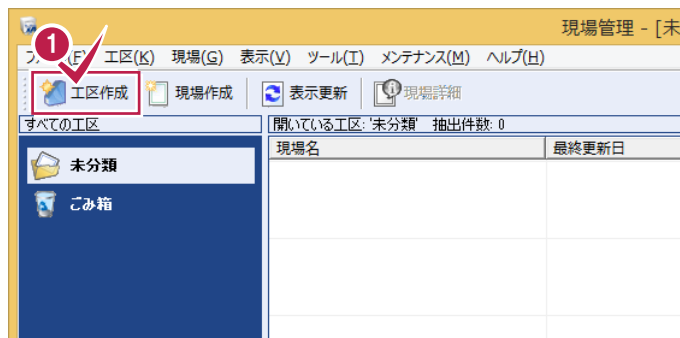 現場管理 - [未
1
(F) 工区(K) 現場(G) 表示(V) ツール(T) メンテナンス(M) ヘルプ(H)
工区作成 現場作成 表示更新 現場詳細
すべての工区 開いている工区: '未分類' 抽出件数: 0
現場名 最終更新日
未分類
ごみ箱